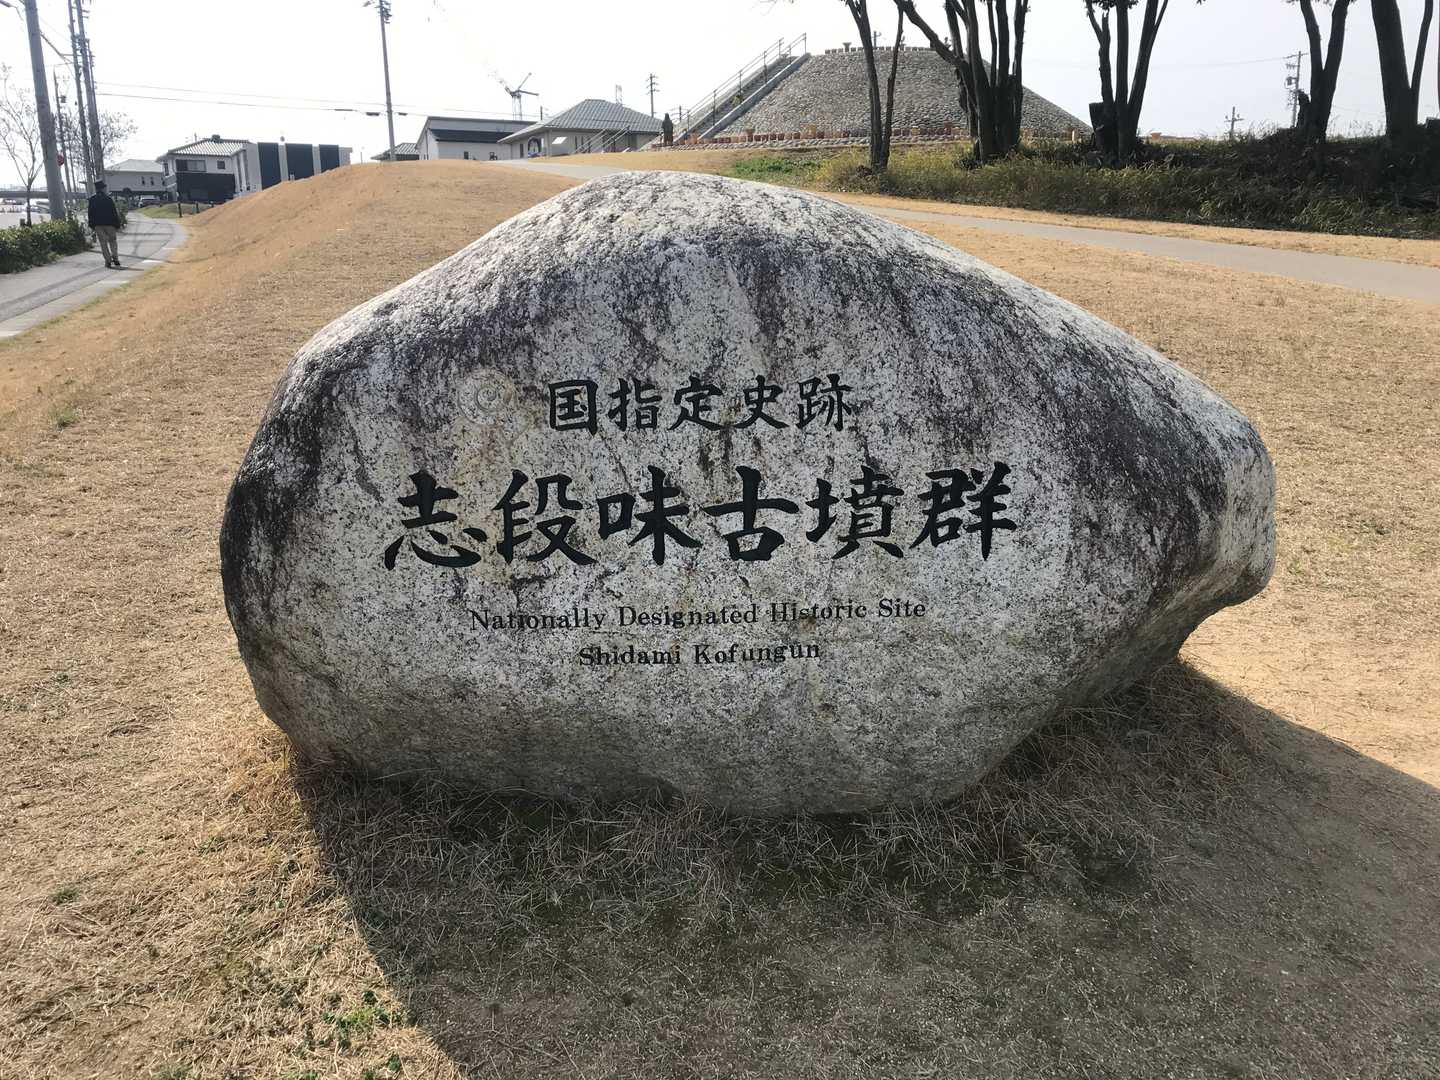 国指定史跡
志段味古墳群
Nationally Designated Historic Site
Shidami Kofungun